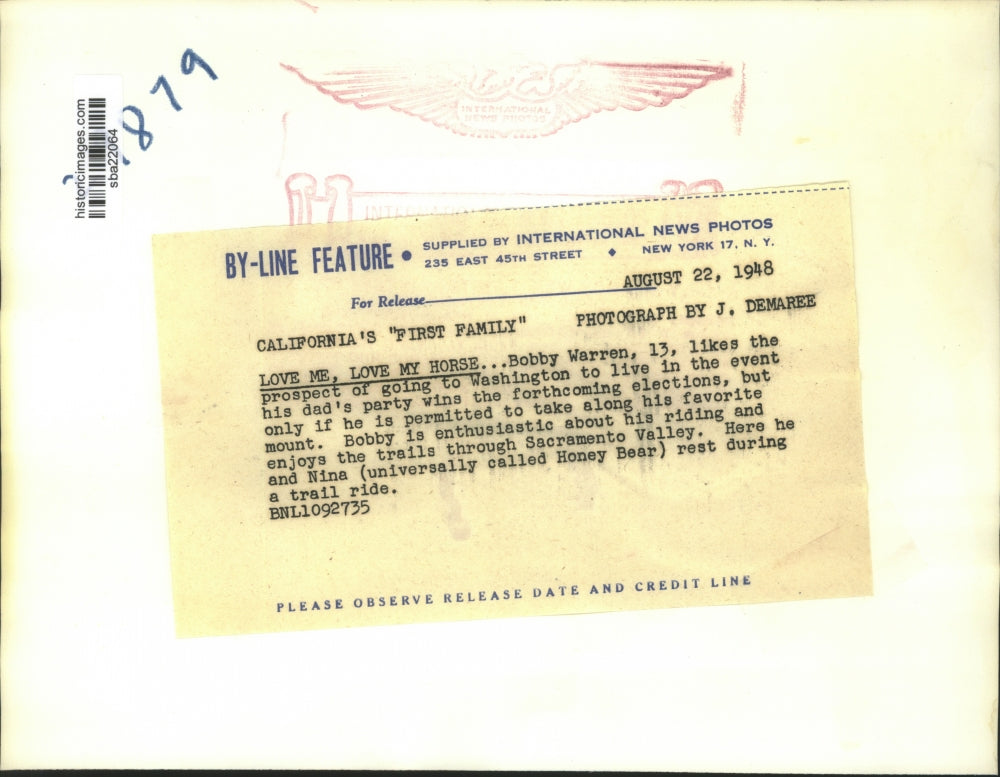 .879
historicimages.com
sba22064
INTERNATIONAL
NEWS PHOTOS
BY-LINE FEATURE • SUPPLIED BY INTERNATIONAL NEWS PHOTOS
235 EAST 45TH STREET ♦ NEW YORK 17, N. Y.
For Release AUGUST 22, 1948
CALIFORNIA'S "FIRST FAMILY" PHOTOGRAPH BY J. DEMAREE
LOVE ME, LOVE MY HORSE...Bobby Warren, 13, likes the
prospect of going to Washington to live in the event
his dad's party wins the forthcoming elections, but
only if he is permitted to take along his favorite
mount. Bobby is enthusiastic about his riding and
enjoys the trails through Sacramento Valley. Here he
and Nina (universally called Honey Bear) rest during
a trail ride.
BNL1092735
PLEASE OBSERVE RELEASE DATE AND CREDIT LINE